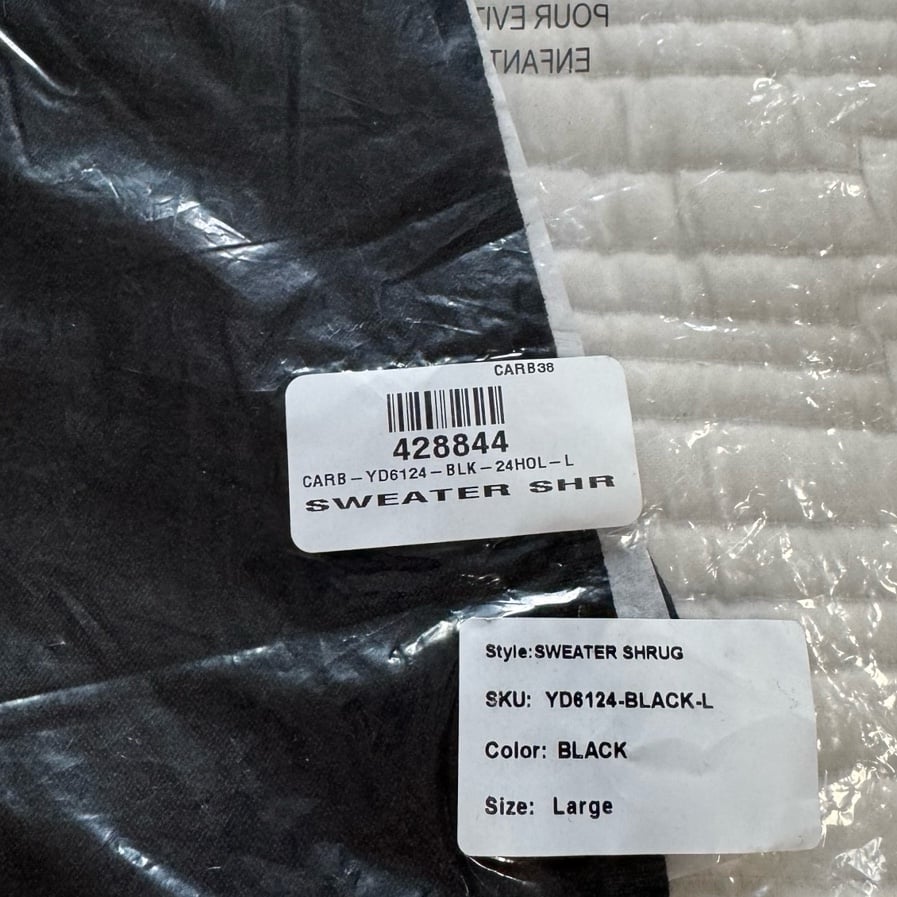 POUR EVI
ENFANT
CARB38
428844
CARB-YD6124-BLK-24HOL-L
SWEATER SHR
Style:SWEATER SHRUG
SKU: YD6124-BLACK-L
Color: BLACK
Size: Large